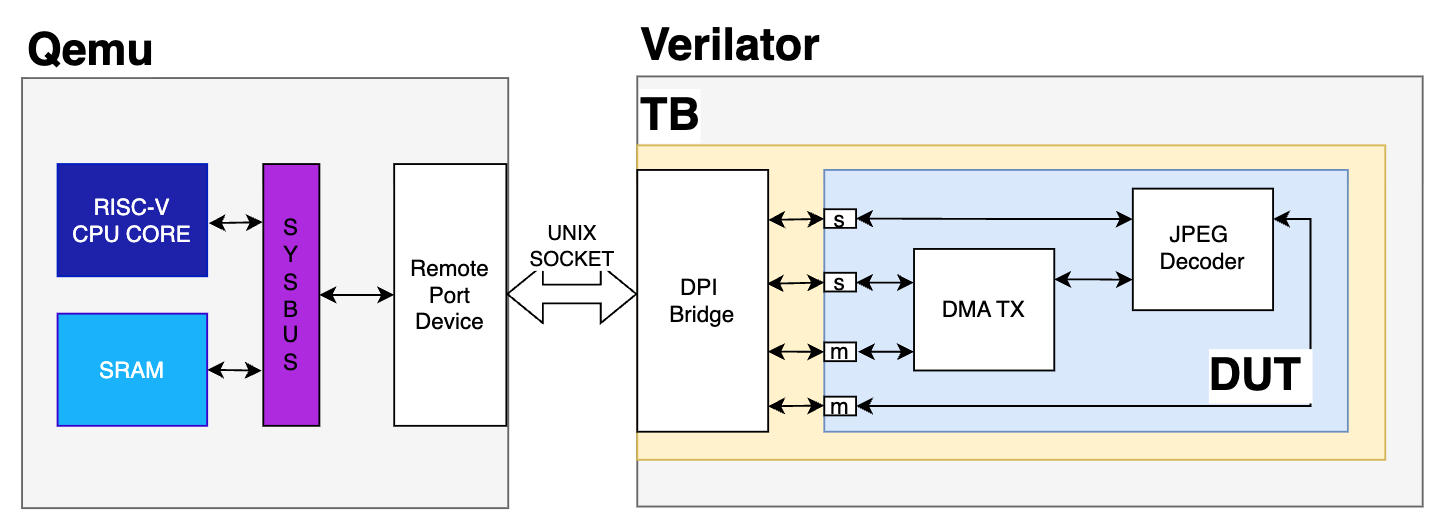 Qemu
RISC-V
CPU CORE
SRAM
S
Y
S
B
U
S
Remote
Port
Device
UNIX
SOCKET
Verilator
TB
DPI
Bridge
s
s
m
m
DMA TX
JPEG
Decoder
DUT